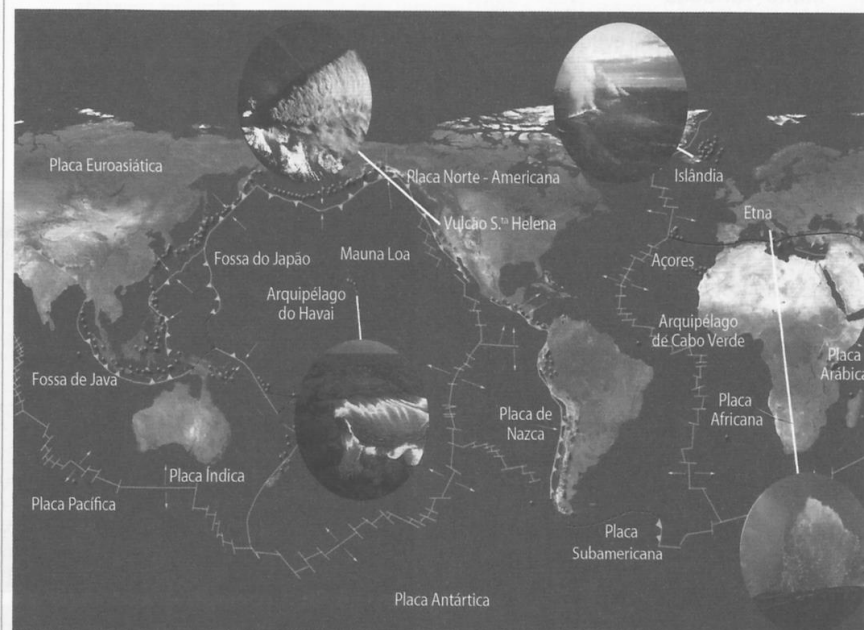 Placa Euroasiática
Placa Norte - Americana
Islândia
Vulcão S.ᵗᵃ Helena
Etna
Fossa do Japão
Mauna Loa
Açores
Arquipélago
do Havai
Arquipélago
de Cabo Verde
Placa
Arábica
Fossa de Java
Placa de
Nazca
Placa
Africana
Placa Índica
Placa Pacífica
Placa
Subamericana
Placa Antártica